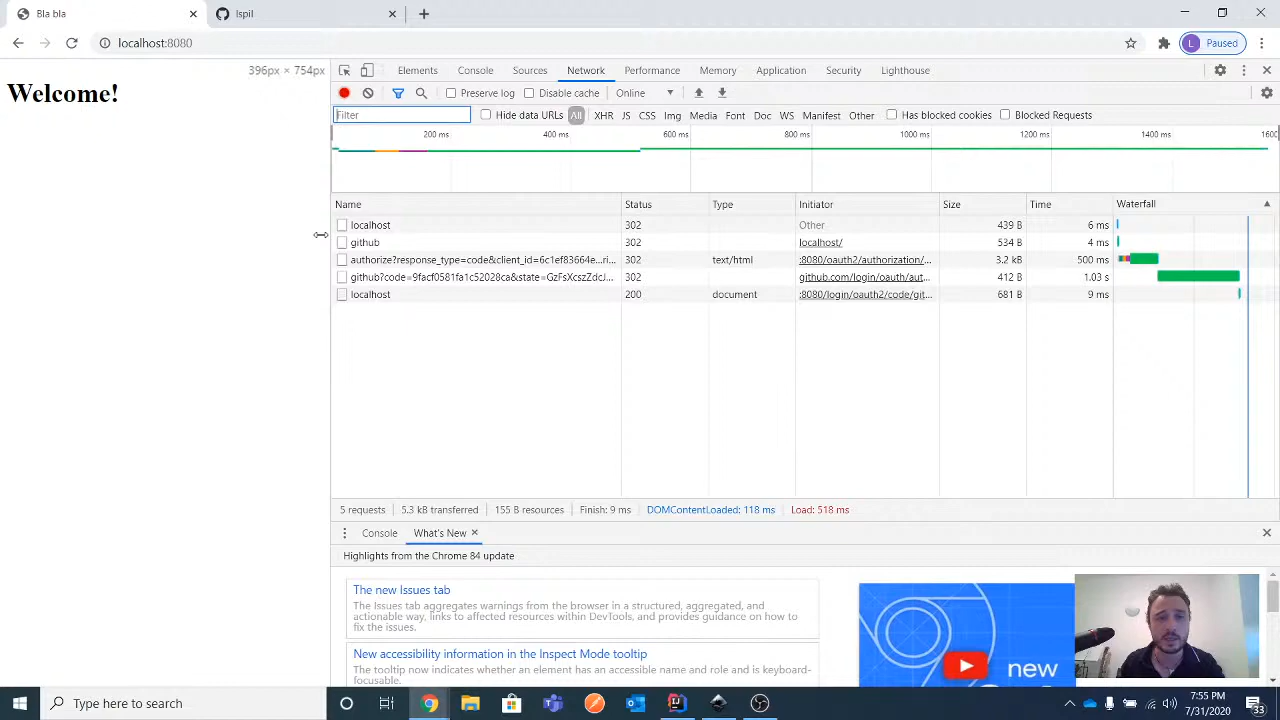 Bla bla
lspil
localhost:8080
Paused
396px × 754px
Welcome!
Elements Console Sources Network Performance Memory Application Security Lighthouse
Preserve log Disable cache Online
Filter Hide data URLs All XHR JS CSS Img Media Font Doc WS Manifest Other Has blocked cookies Blocked Requests
200 ms 400 ms 600 ms 800 ms 1000 ms 1200 ms 1400 ms 1600
Name Status Type Initiator Size Time Waterfall
localhost 302 Other 439 B 6 ms
github 302 localhost/ 534 B 4 ms
authorize?response_type=code&client_id=6c1ef83664e...ri... 302 text/html :8080/oauth2/authorization/... 3.2 kB 500 ms
github?code=9facf0581fa1c52028ca&state=GzFsXcszZdcJ... 302 github.com/login/oauth/aut... 412 B 1.03 s
localhost 200 document :8080/login/oauth2/code/git... 681 B 9 ms
5 requests 5.3 kB transferred 155 B resources Finish: 9 ms DOMContentLoaded: 118 ms Load: 518 ms
Console What's New
Highlights from the Chrome 84 update
The new Issues tab
The Issues tab aggregates warnings from the browser in a structured, aggregated, and
actionable way, links to affected resources within DevTools, and provides guidance on how to
fix the issues.
New accessibility information in the Inspect Mode tooltip
The tooltip now indicates whether an element has an accessible name and role and is keyboard-
focusable.
new
Type here to search
7:55 PM
7/31/2020
33